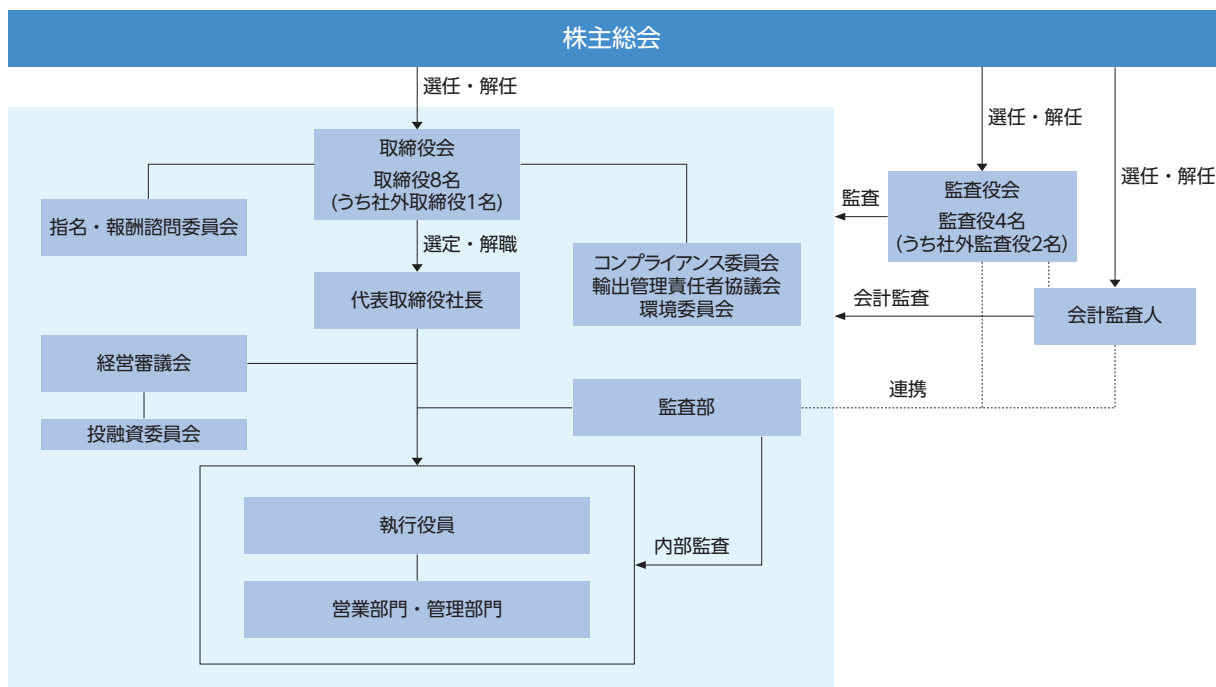 株主総会
選任・解任
選任・解任
選任・解任
取締役会
取締役8名
(うち社外取締役1名)
監査役会
監査役4名
(うち社外監査役2名)
監査
指名・報酬諮問委員会
選定・解職
コンプライアンス委員会
輸出管理責任者協議会
環境委員会
代表取締役社長
会計監査
会計監査人
経営審議会
投融資委員会
監査部
連携
執行役員
内部監査
営業部門・管理部門